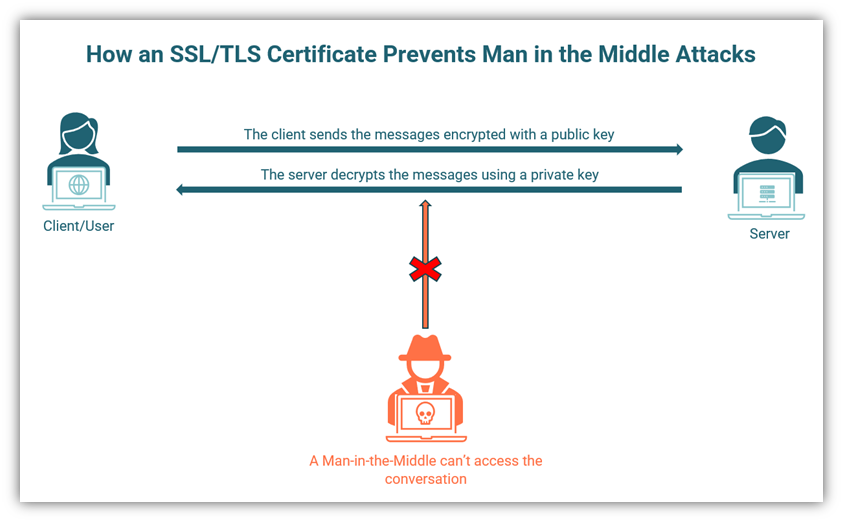 How an SSL/TLS Certificate Prevents Man in the Middle Attacks
The client sends the messages encrypted with a public key
The server decrypts the messages using a private key
Client/User
Server
A Man-in-the-Middle can't access the
conversation